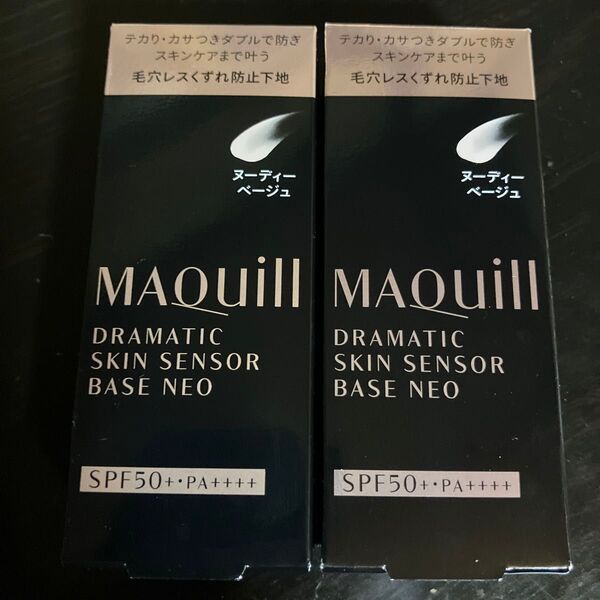 テカリ・カサつきダブルで防ぎ
スキンケアまで叶う
毛穴レスくずれ防止下地
ヌーディー
ベージュ
MAQuill
DRAMATIC
SKIN SENSOR
BASE NEO
SPF50+・PA++++
テカリ・カサつきダブルで防ぎ
スキンケアまで叶う
毛穴レスくずれ防止下地
ヌーディー
ベージュ
MAQuill
DRAMATIC
SKIN SENSOR
BASE NEO
SPF50+・PA++++